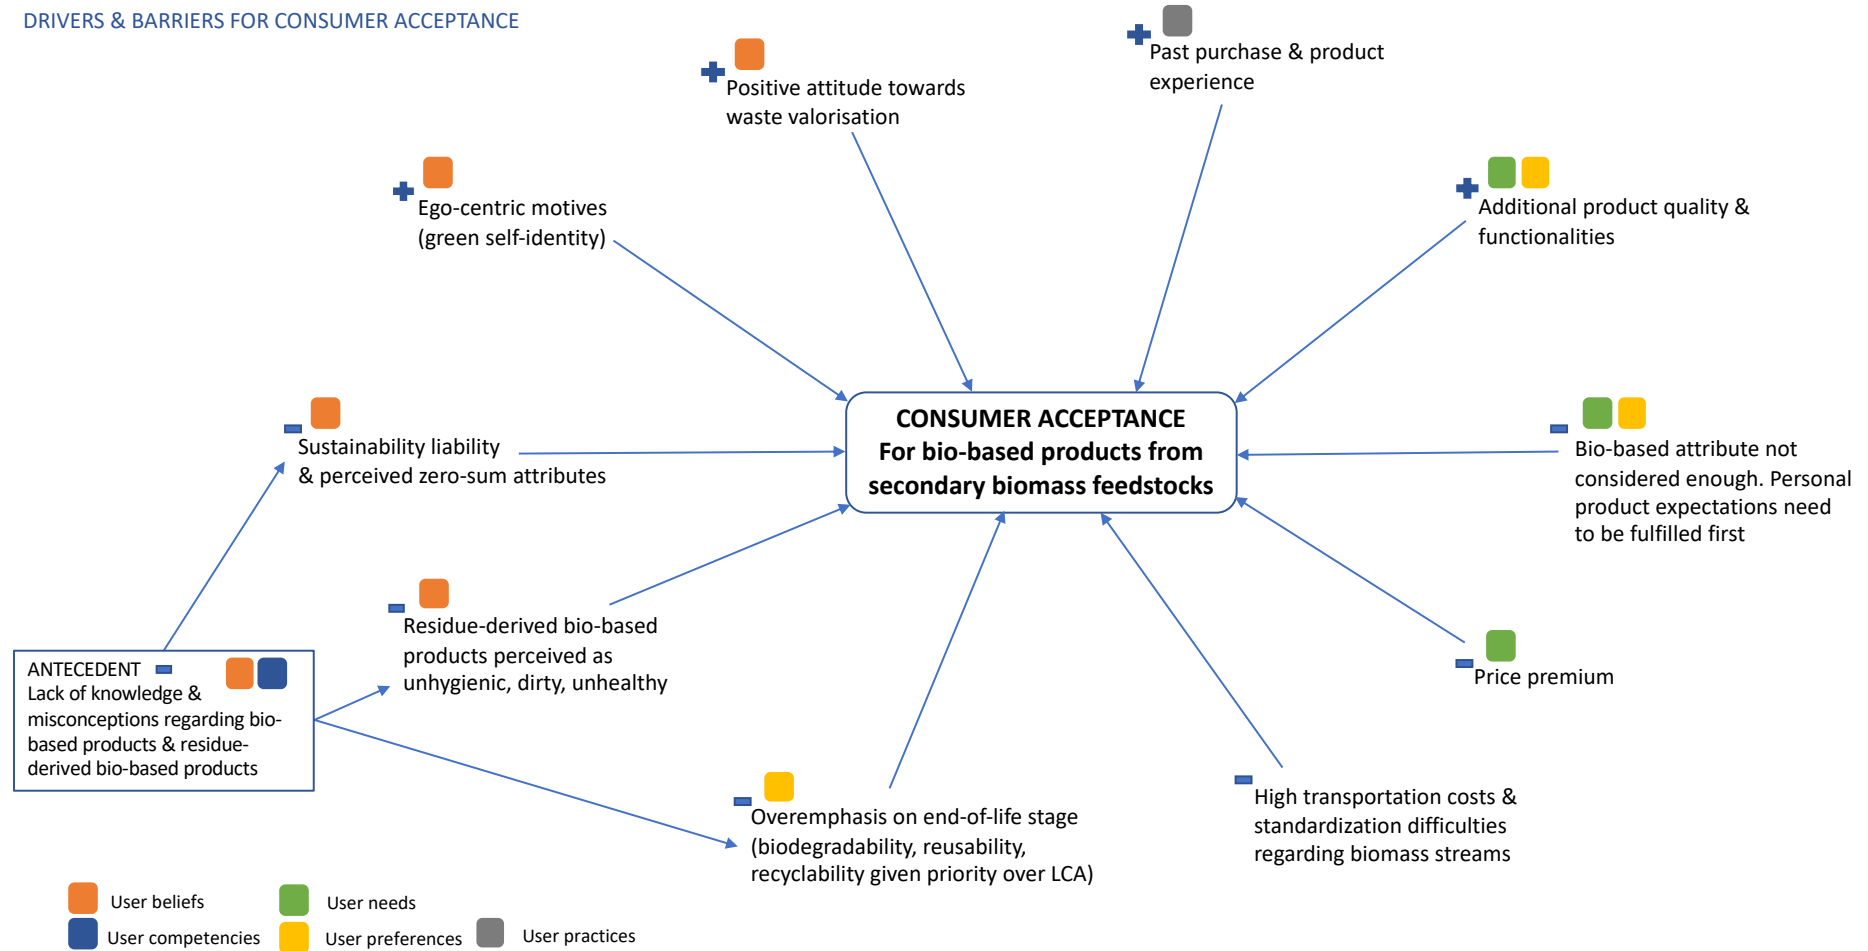 DRIVERS & BARRIERS FOR CONSUMER ACCEPTANCE
Past purchase & product
experience
Positive attitude towards
waste valorisation
Ego-centric motives
(green self-identity)
Additional product quality &
functionalities
CONSUMER ACCEPTANCE
For bio-based products from
secondary biomass feedstocks
Sustainability liability
& perceived zero-sum attributes
Bio-based attribute not
considered enough. Personal
product expectations need
to be fulfilled first
Residue-derived bio-based
products perceived as
unhygienic, dirty, unhealthy
ANTECEDENT
Lack of knowledge &
misconceptions regarding bio-
based products & residue-
derived bio-based products
Price premium
Overemphasis on end-of-life stage
(biodegradability, reusability,
recyclability given priority over LCA)
High transportation costs &
standardization difficulties
regarding biomass streams
User beliefs
User needs
User competencies
User preferences
User practices